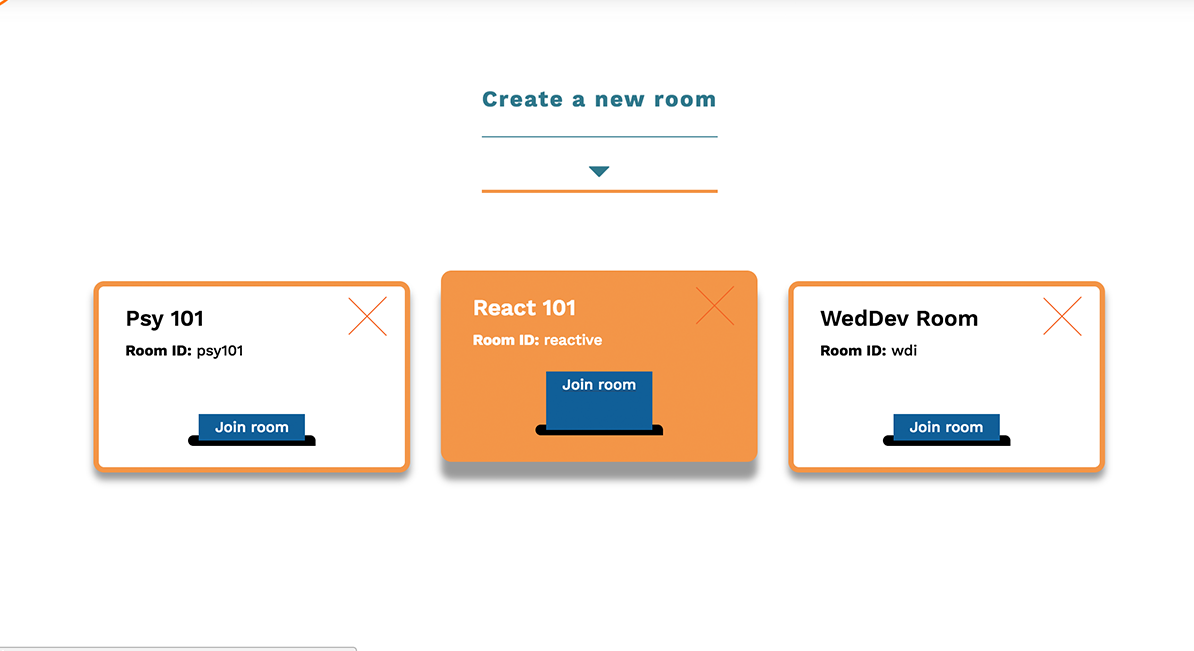 Create a new room
Psy 101
Room ID: psy101
Join room
React 101
Room ID: reactive
Join room
WedDev Room
Room ID: wdi
Join room